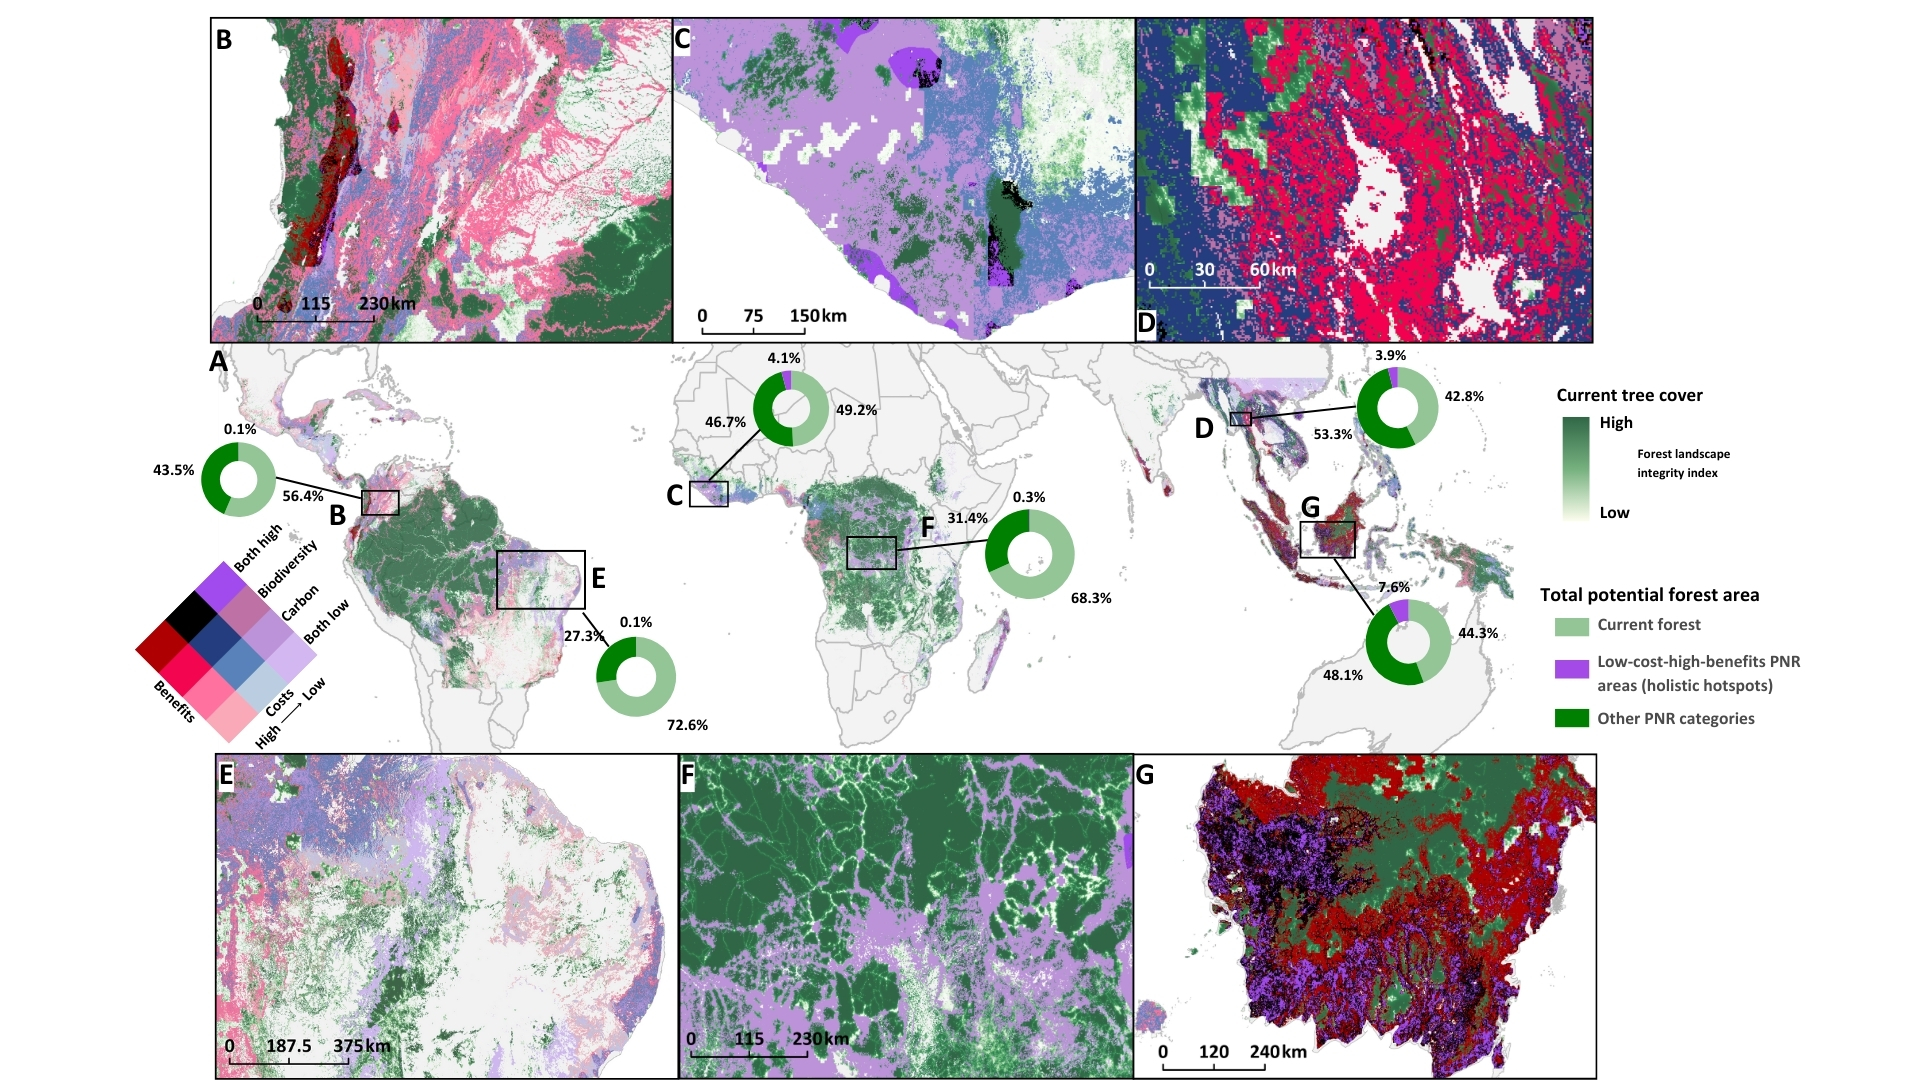 B
C
0 115 230km
0 75 150km
0 30 60km
D
A
4.1%
46.7%
49.2%
3.9%
42.8%
53.3%
0.1%
43.5%
56.4%
B
C
D
Current tree cover
High
Forest landscape
integrity index
Low
0.3%
31.4%
F
68.3%
G
E
Both high
Biodiversity
Carbon
Both low
Benefits
Costs
High → Low
0.1%
27.3%
72.6%
7.6%
44.3%
48.1%
Total potential forest area
Current forest
Low-cost-high-benefits PNR
areas (holistic hotspots)
Other PNR categories
E
F
G
0 187.5 375km
0 115 230km
0 120 240km